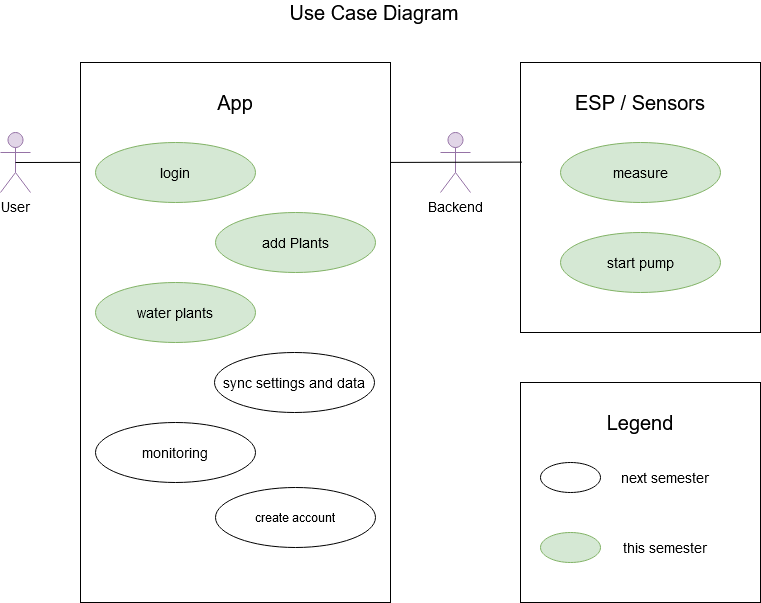 Use Case Diagram
App
ESP / Sensors
login
measure
User
Backend
add Plants
start pump
water plants
sync settings and data
Legend
monitoring
next semester
create account
this semester